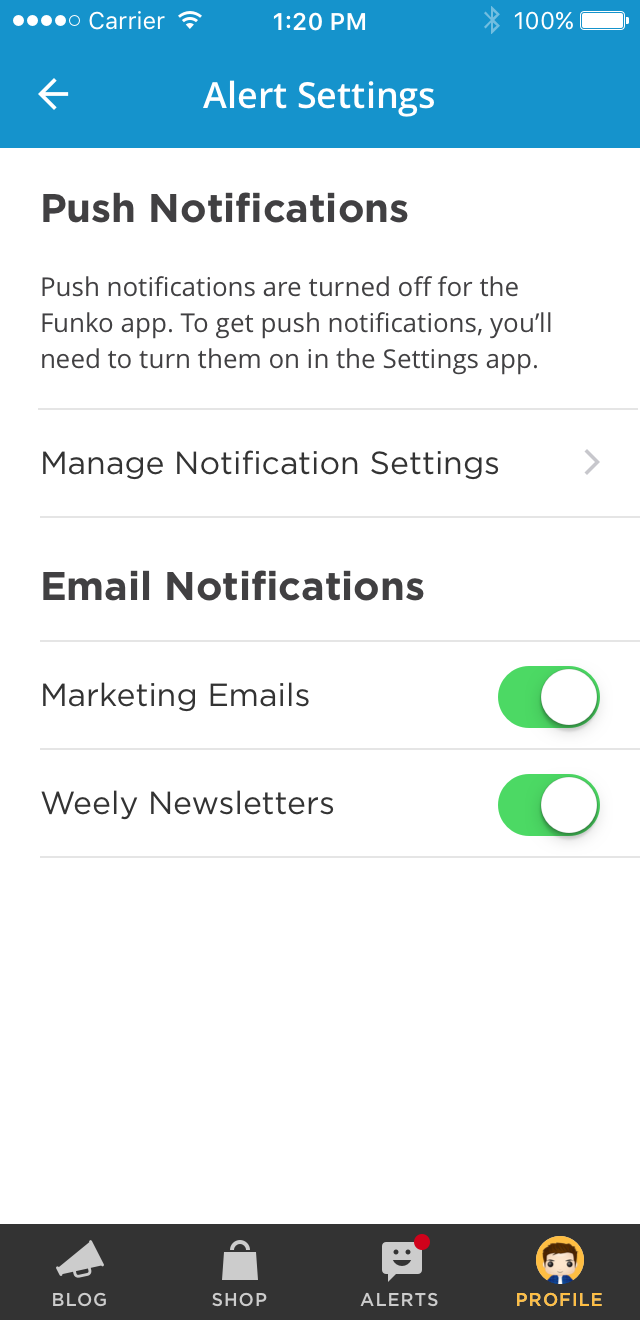 Carrier 1:20 PM 100%
Alert Settings
Push Notifications
Push notifications are turned off for the
Funko app. To get push notifications, you’ll
need to turn them on in the Settings app.
Manage Notification Settings
Email Notifications
Marketing Emails
Weely Newsletters
BLOG SHOP ALERTS PROFILE